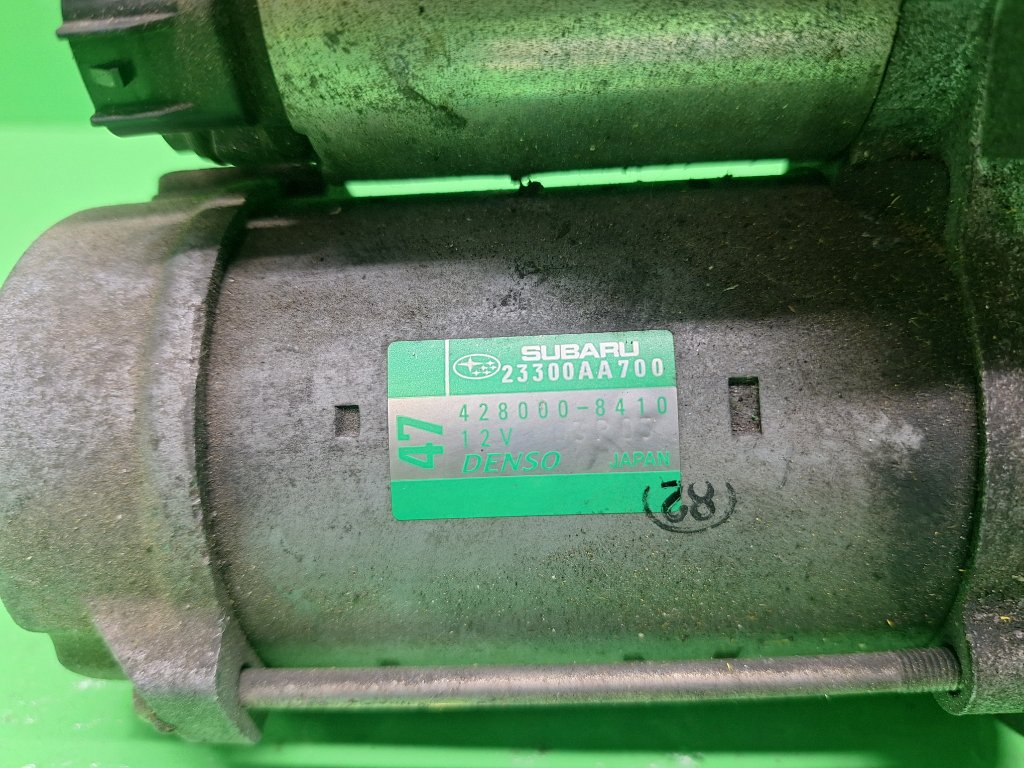 SUBARU
23300AA700
47
428000-8410
12V
DENSO JAPAN
(82)